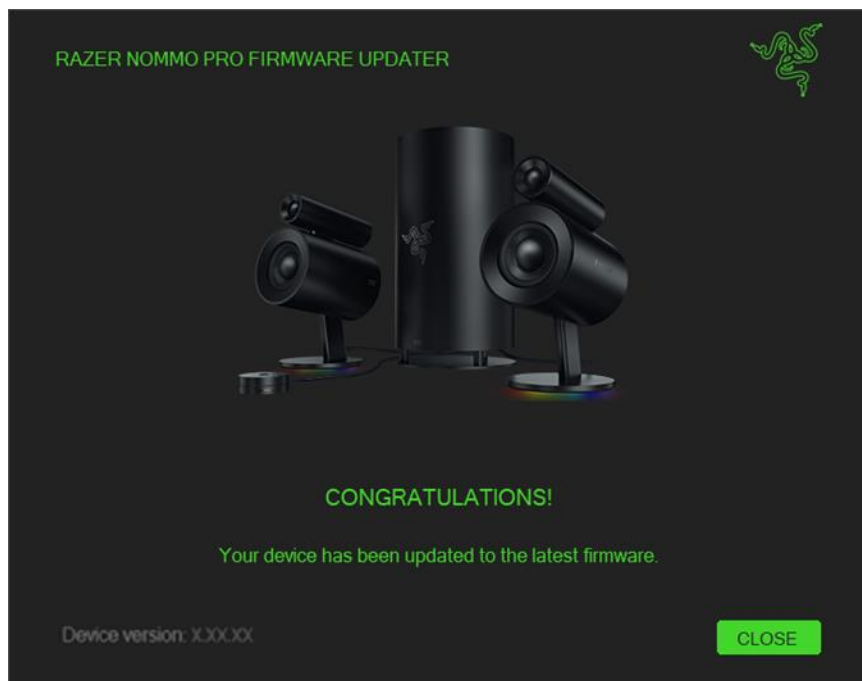 RAZER NOMMO PRO FIRMWARE UPDATER
CONGRATULATIONS!
Your device has been updated to the latest firmware.
Device version: X.XX.XX
CLOSE